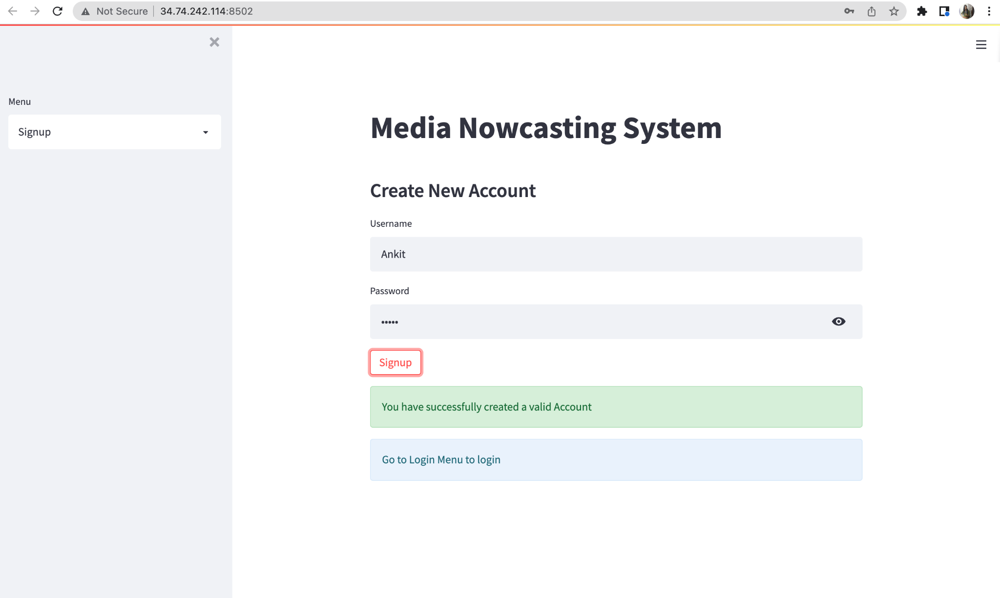 Not Secure 34.74.242.114:8502
Menu
Signup
Media Nowcasting System
Create New Account
Username
Ankit
Password
•••••
Signup
You have successfully created a valid Account
Go to Login Menu to login